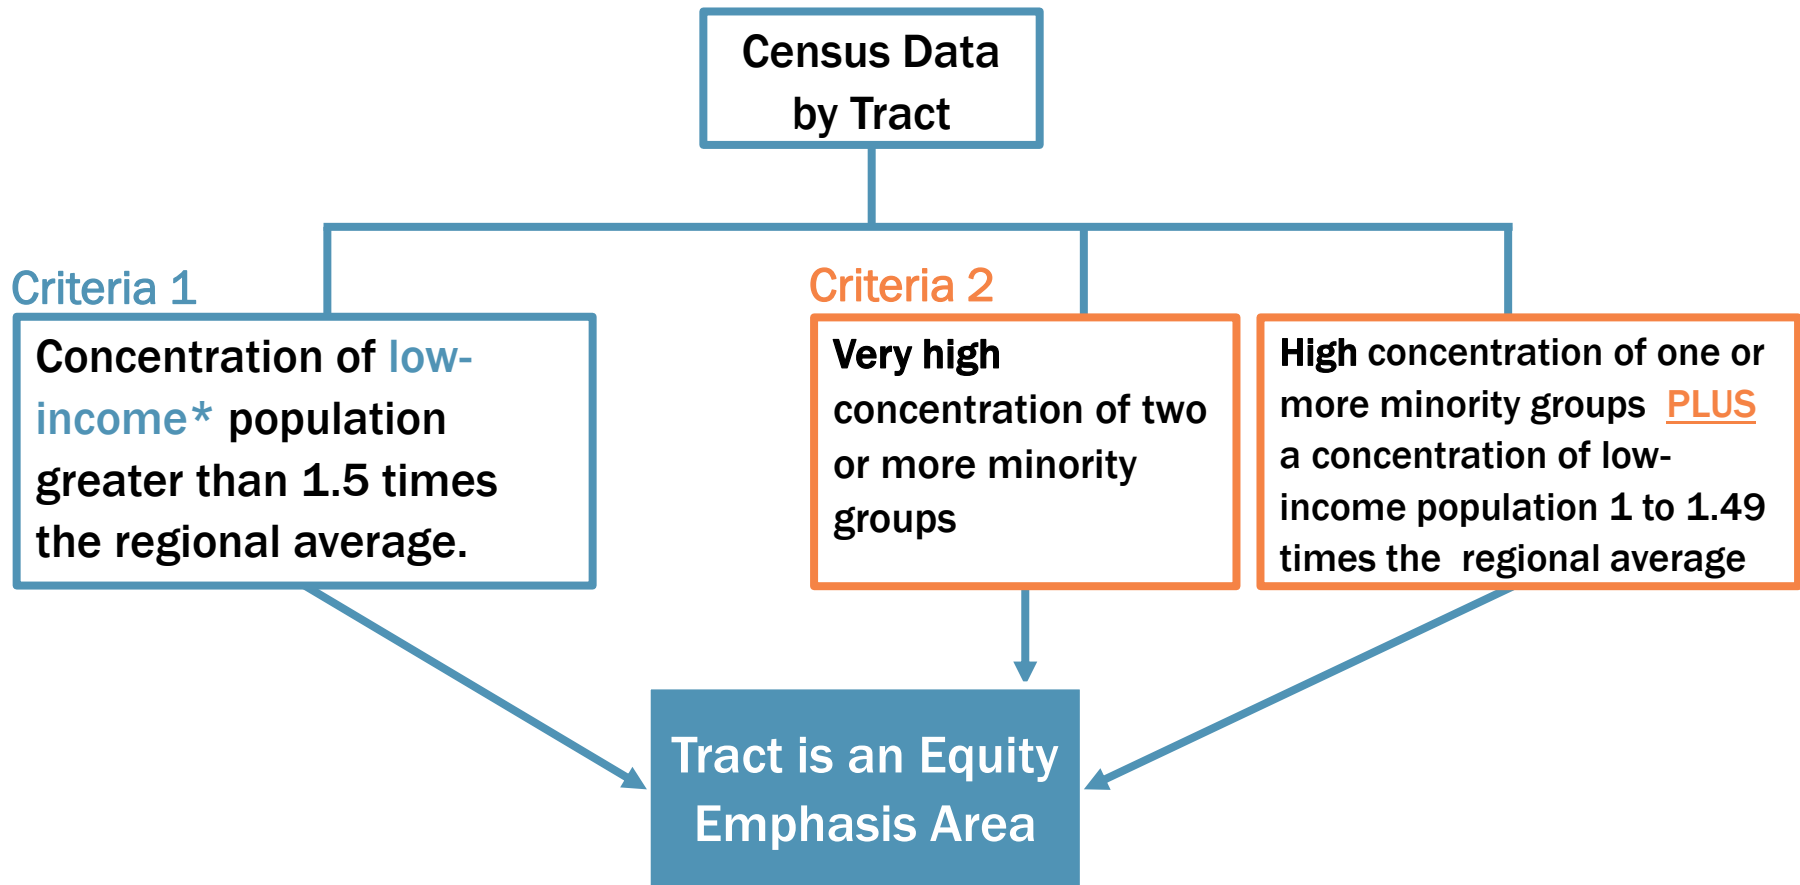 Census Data
by Tract
Criteria 1
Concentration of low-
income* population
greater than 1.5 times
the regional average.
Criteria 2
Very high
concentration of two
or more minority
groups
High concentration of one or
more minority groups PLUS
a concentration of low-
income population 1 to 1.49
times the regional average
Tract is an Equity
Emphasis Area